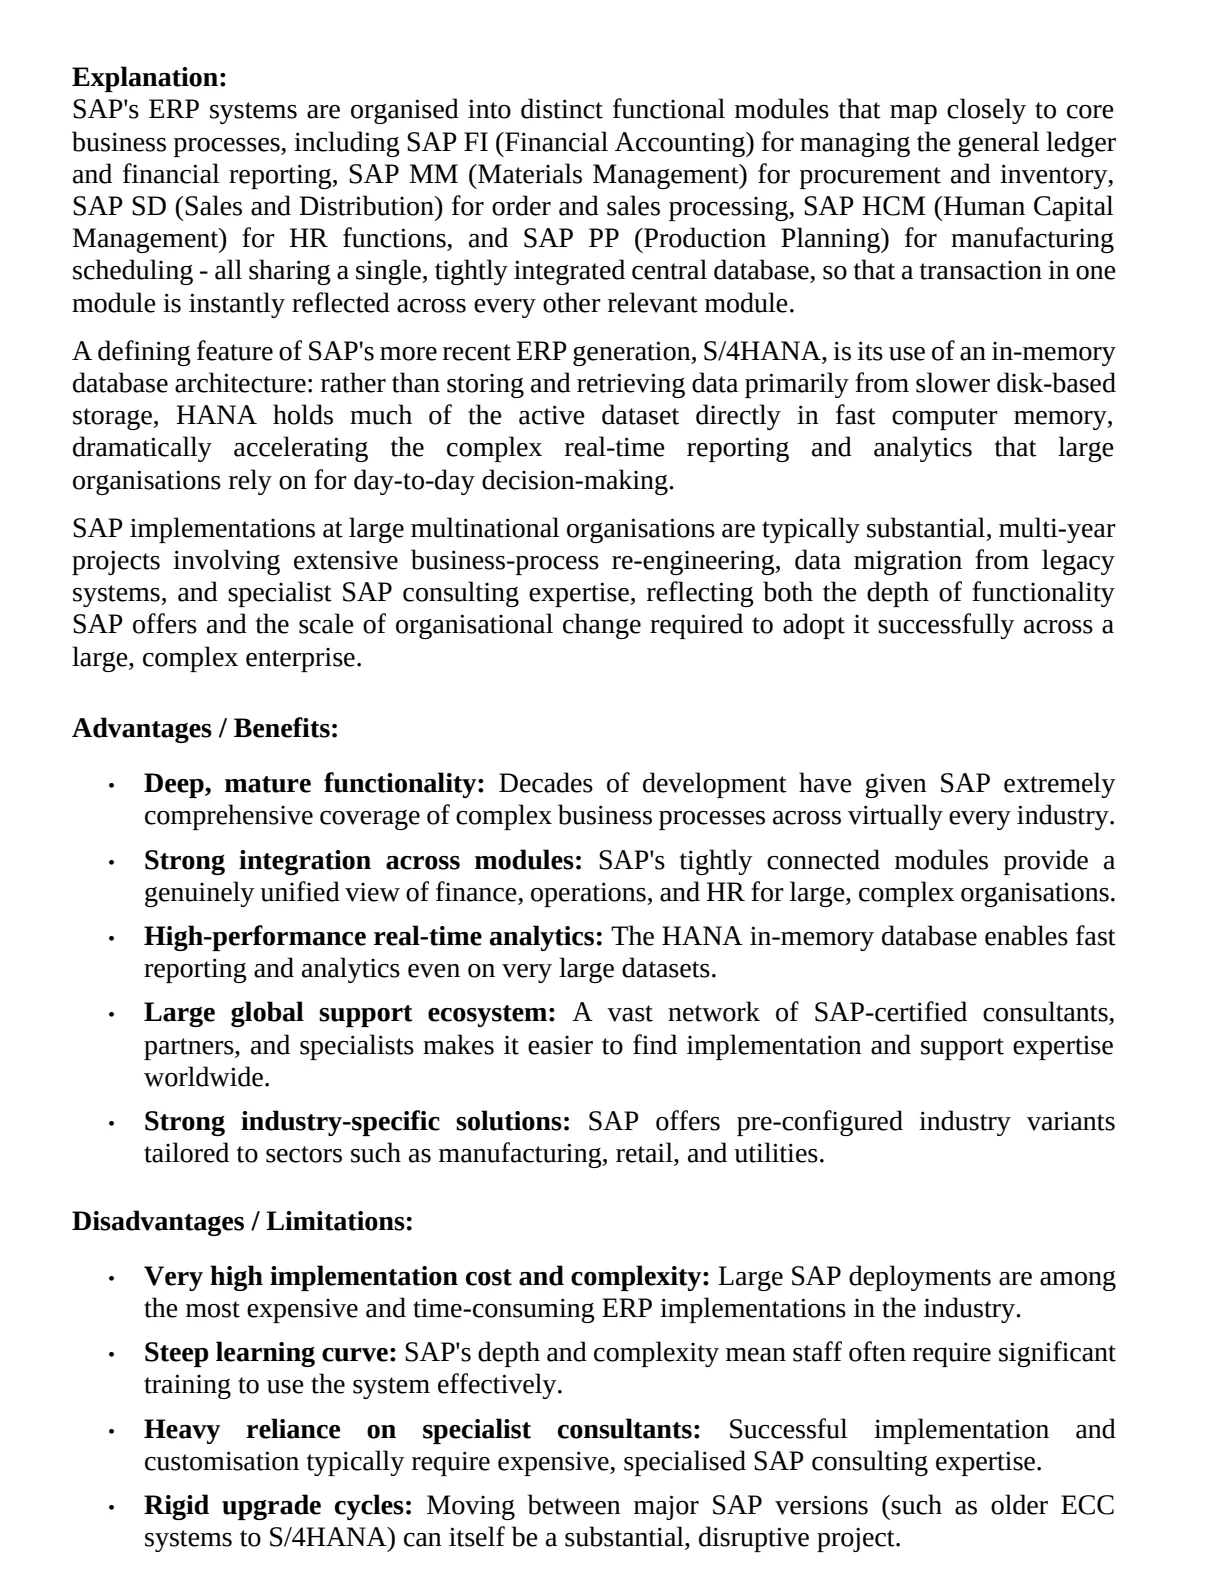 Explanation:
SAP's ERP systems are organised into distinct functional modules that map closely to core
business processes, including SAP FI (Financial Accounting) for managing the general ledger
and financial reporting, SAP MM (Materials Management) for procurement and inventory,
SAP SD (Sales and Distribution) for order and sales processing, SAP HCM (Human Capital
Management) for HR functions, and SAP PP (Production Planning) for manufacturing
scheduling - all sharing a single, tightly integrated central database, so that a transaction in one
module is instantly reflected across every other relevant module.
A defining feature of SAP's more recent ERP generation, S/4HANA, is its use of an in-memory
database architecture: rather than storing and retrieving data primarily from slower disk-based
storage, HANA holds much of the active dataset directly in fast computer memory,
dramatically accelerating the complex real-time reporting and analytics that large
organisations rely on for day-to-day decision-making.
SAP implementations at large multinational organisations are typically substantial, multi-year
projects involving extensive business-process re-engineering, data migration from legacy
systems, and specialist SAP consulting expertise, reflecting both the depth of functionality
SAP offers and the scale of organisational change required to adopt it successfully across a
large, complex enterprise.
Advantages / Benefits:
• Deep, mature functionality: Decades of development have given SAP extremely
comprehensive coverage of complex business processes across virtually every industry.
• Strong integration across modules: SAP's tightly connected modules provide a
genuinely unified view of finance, operations, and HR for large, complex organisations.
• High-performance real-time analytics: The HANA in-memory database enables fast
reporting and analytics even on very large datasets.
• Large global support ecosystem: A vast network of SAP-certified consultants,
partners, and specialists makes it easier to find implementation and support expertise
worldwide.
• Strong industry-specific solutions: SAP offers pre-configured industry variants
tailored to sectors such as manufacturing, retail, and utilities.
Disadvantages / Limitations:
• Very high implementation cost and complexity: Large SAP deployments are among
the most expensive and time-consuming ERP implementations in the industry.
• Steep learning curve: SAP's depth and complexity mean staff often require significant
training to use the system effectively.
• Heavy reliance on specialist consultants: Successful implementation and
customisation typically require expensive, specialised SAP consulting expertise.
• Rigid upgrade cycles: Moving between major SAP versions (such as older ECC
systems to S/4HANA) can itself be a substantial, disruptive project.